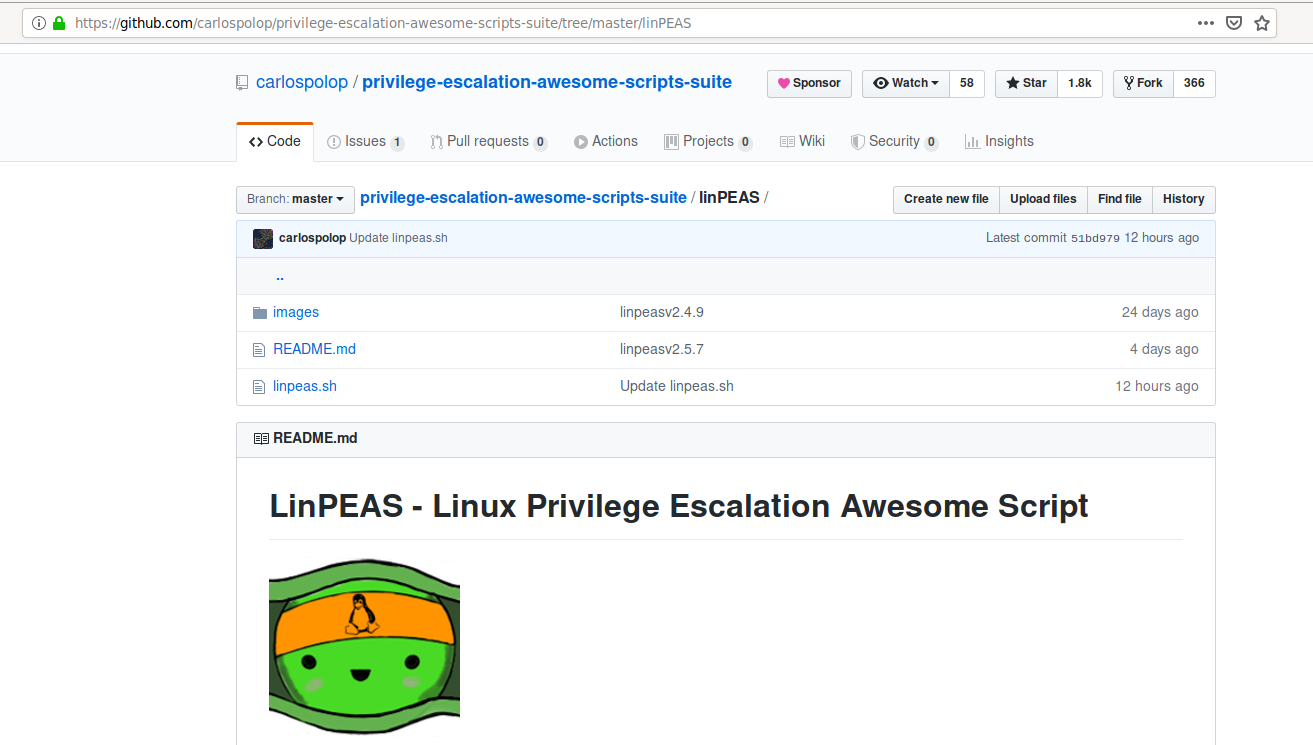 https://github.com/carlospolop/privilege-escalation-awesome-scripts-suite/tree/master/linPEAS
carlospolop / privilege-escalation-awesome-scripts-suite Sponsor Watch 58 Star 1.8k Fork 366
Code Issues 1 Pull requests 0 Actions Projects 0 Wiki Security 0 Insights
Branch: master privilege-escalation-awesome-scripts-suite / linPEAS / Create new file Upload files Find file History
carlospolop Update linpeas.sh Latest commit 51bd979 12 hours ago
..
images linpeasv2.4.9 24 days ago
README.md linpeasv2.5.7 4 days ago
linpeas.sh Update linpeas.sh 12 hours ago
README.md
LinPEAS - Linux Privilege Escalation Awesome Script